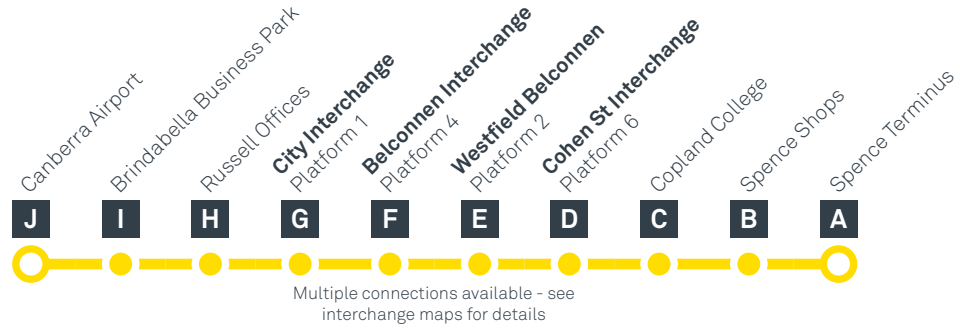 Canberra Airport
Brindabella Business Park
Russell Offices
City Interchange
Platform 1
Belconnen Interchange
Platform 4
Westfield Belconnen
Platform 2
Cohen St Interchange
Platform 6
Copland College
Spence Shops
Spence Terminus
J I H G F E D C B A
Multiple connections available - see
interchange maps for details